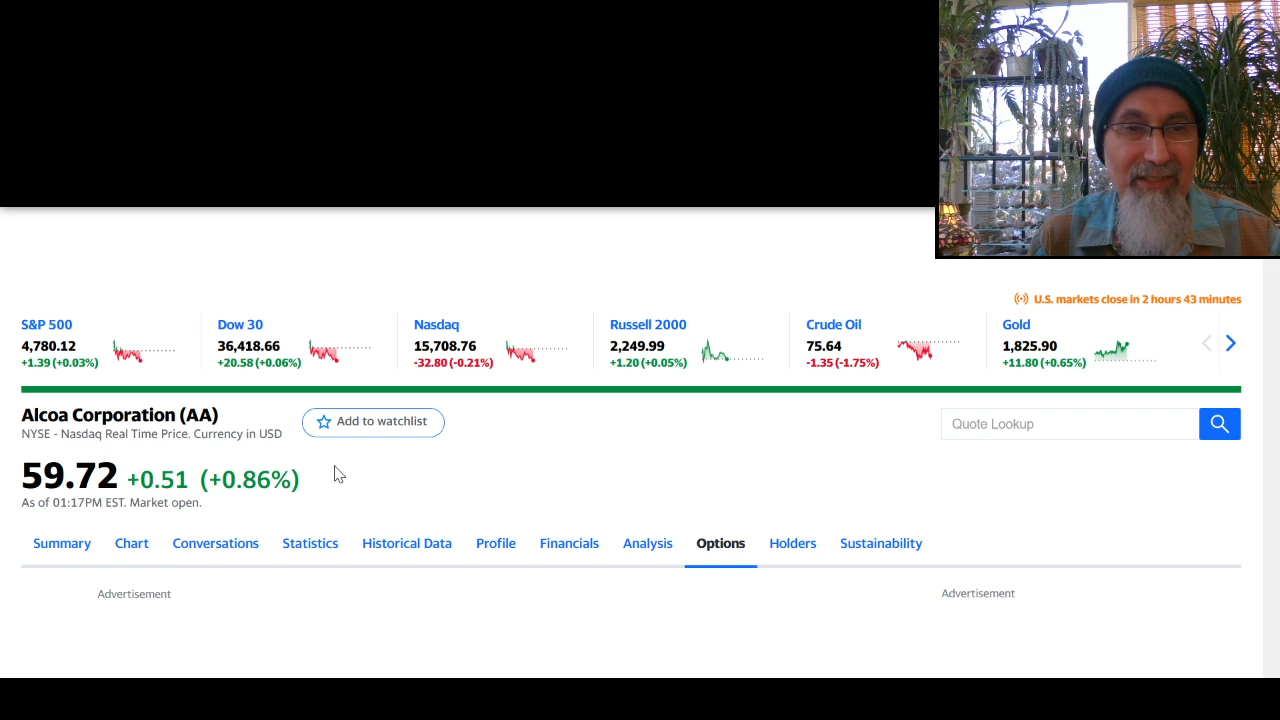 U.S. markets close in 2 hours 43 minutes
S&P 500
4,780.12
+1.39 (+0.03%)
Dow 30
36,418.66
+20.58 (+0.06%)
Nasdaq
15,708.76
-32.80 (-0.21%)
Russell 2000
2,249.99
+1.20 (+0.05%)
Crude Oil
75.64
-1.35 (-1.75%)
Gold
1,825.90
+11.80 (+0.65%)
Alcoa Corporation (AA)
NYSE - Nasdaq Real Time Price. Currency in USD
Add to watchlist
Quote Lookup
59.72 +0.51 (+0.86%)
As of 01:17PM EST. Market open.
Summary Chart Conversations Statistics Historical Data Profile Financials Analysis Options Holders Sustainability
Advertisement Advertisement